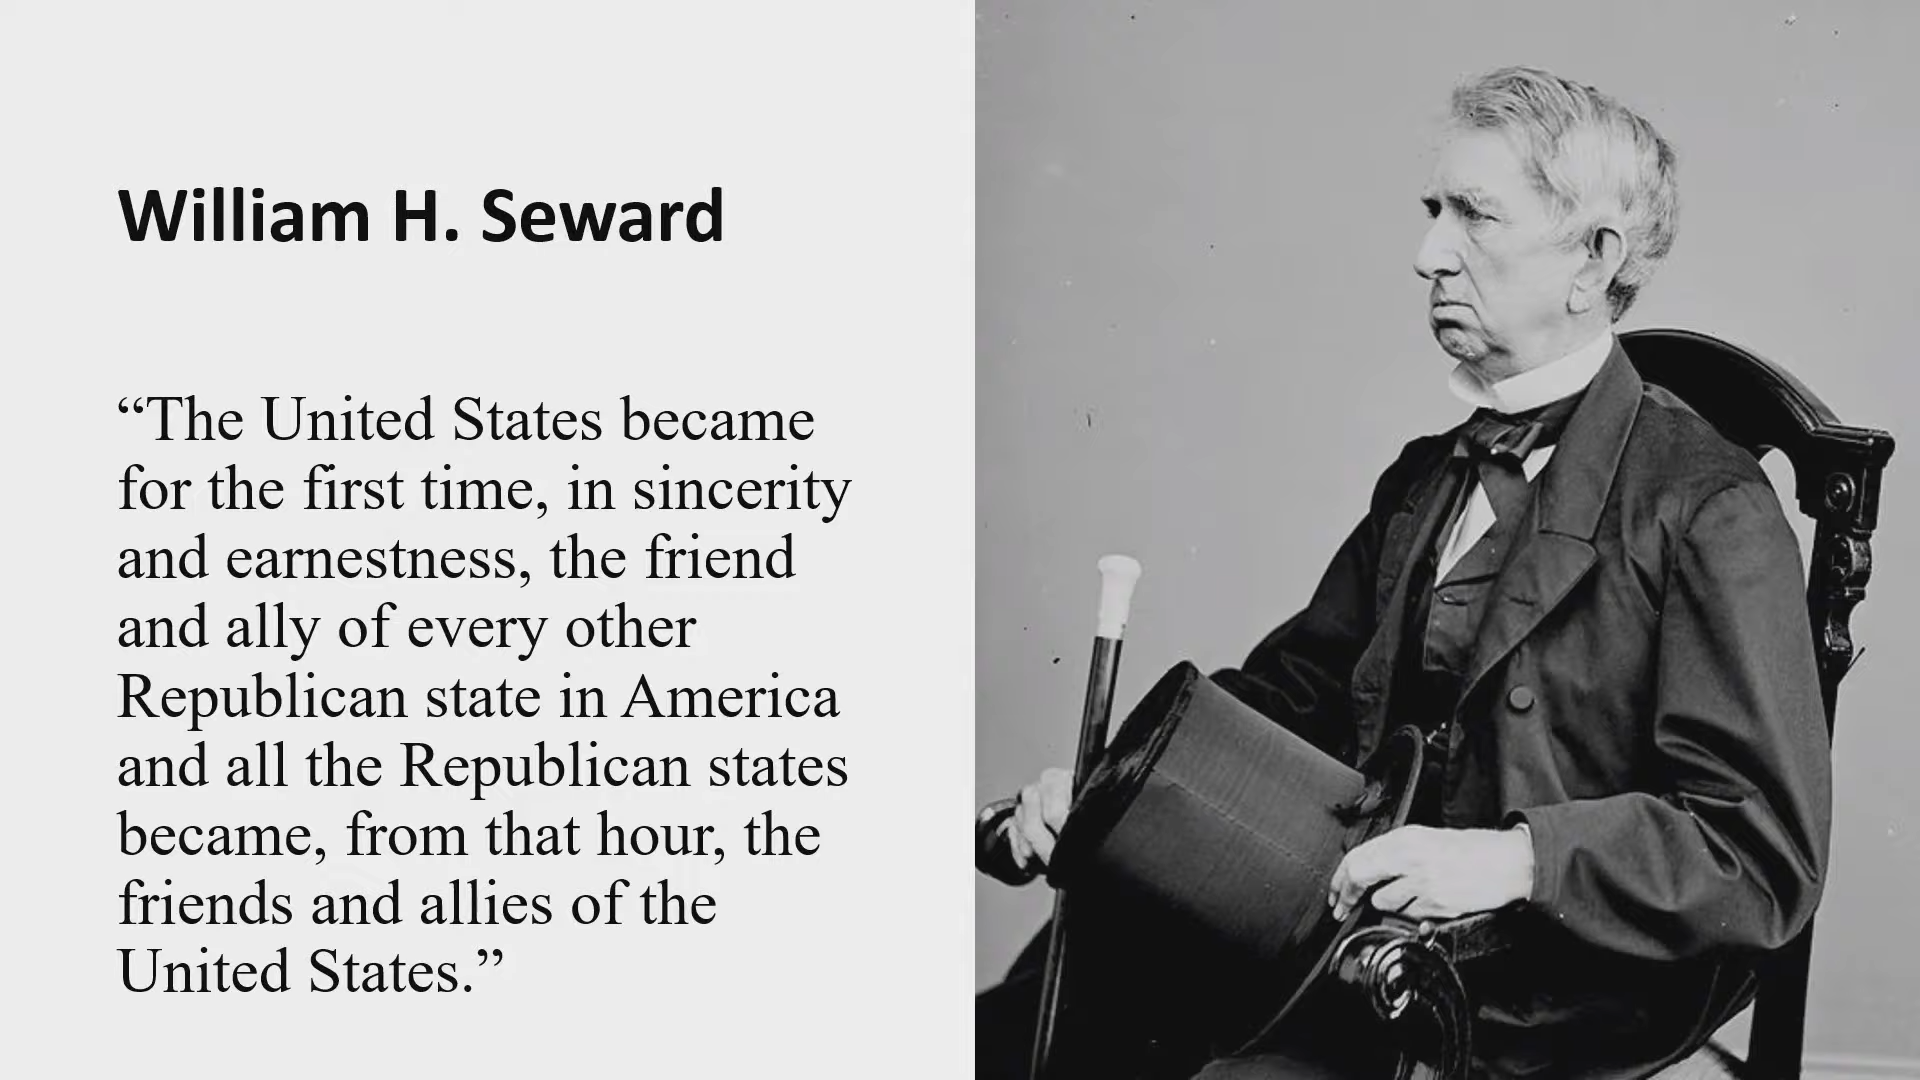 William H. Seward
“The United States became
for the first time, in sincerity
and earnestness, the friend
and ally of every other
Republican state in America
and all the Republican states
became, from that hour, the
friends and allies of the
United States.”